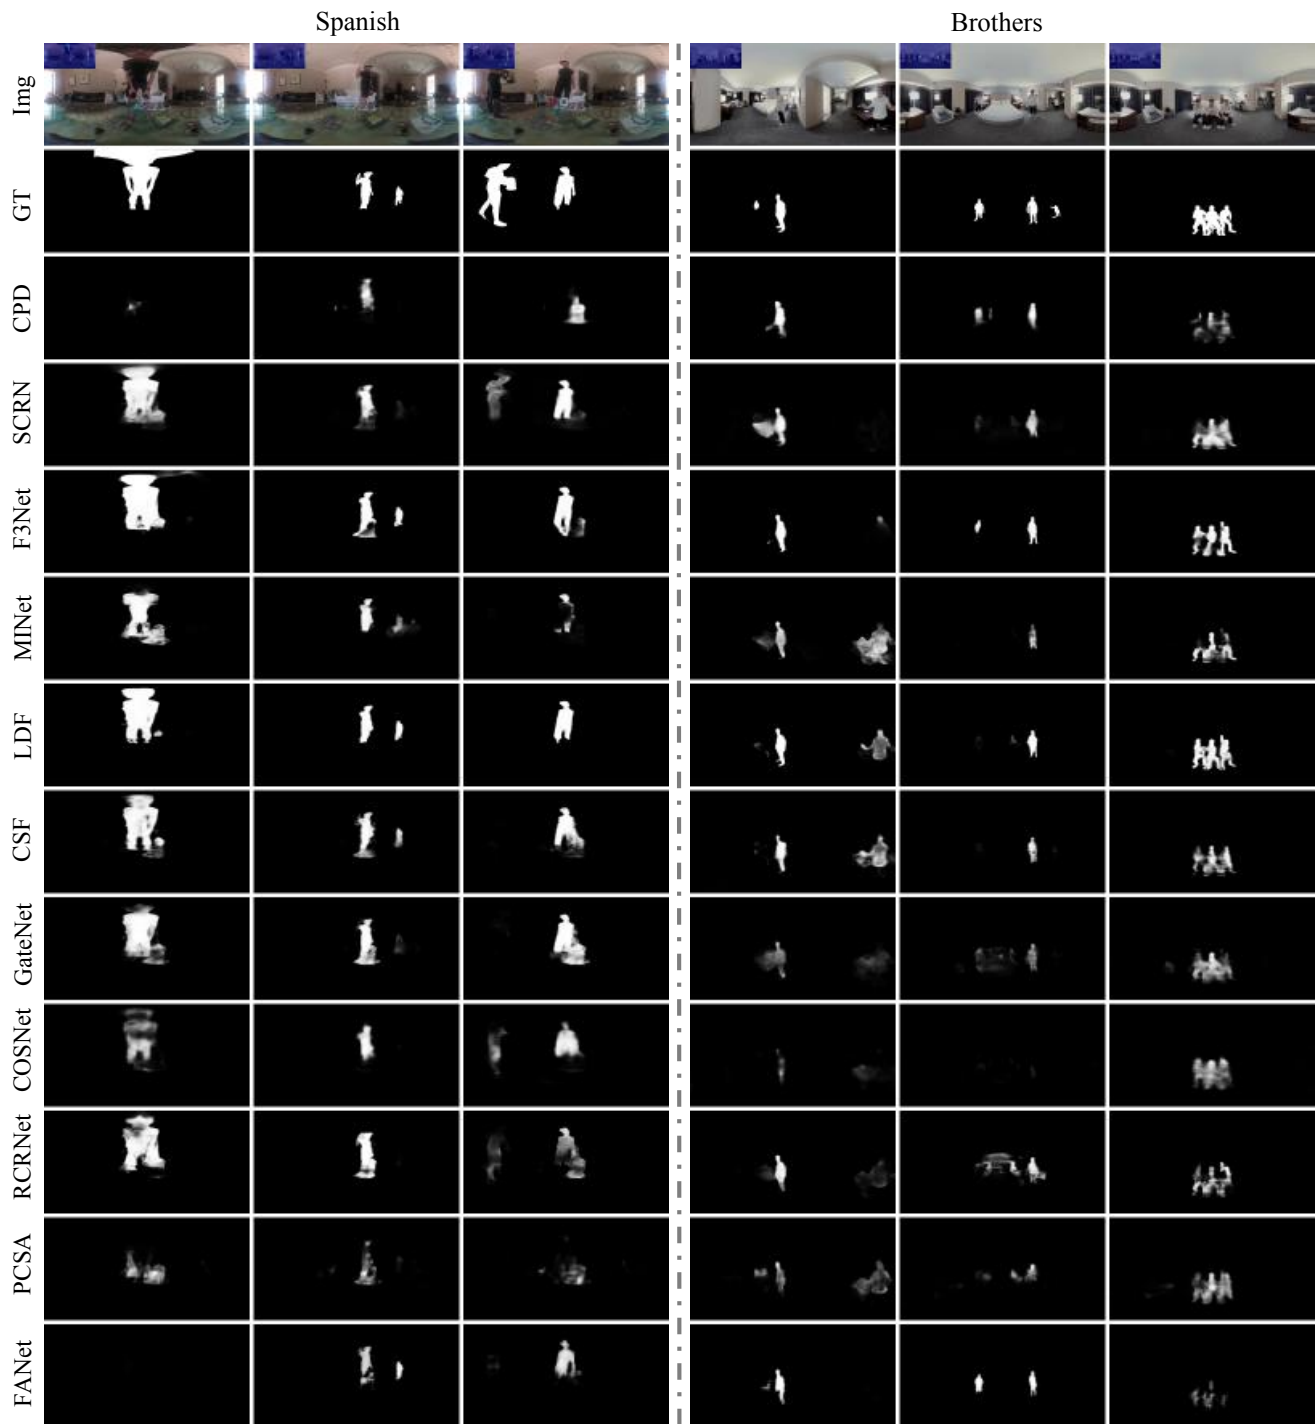 Spanish
Brothers
Img
GT
CPD
SCRN
F3Net
MINet
LDF
CSF
GateNet
COSNet
RCRNet
PCSA
FANet